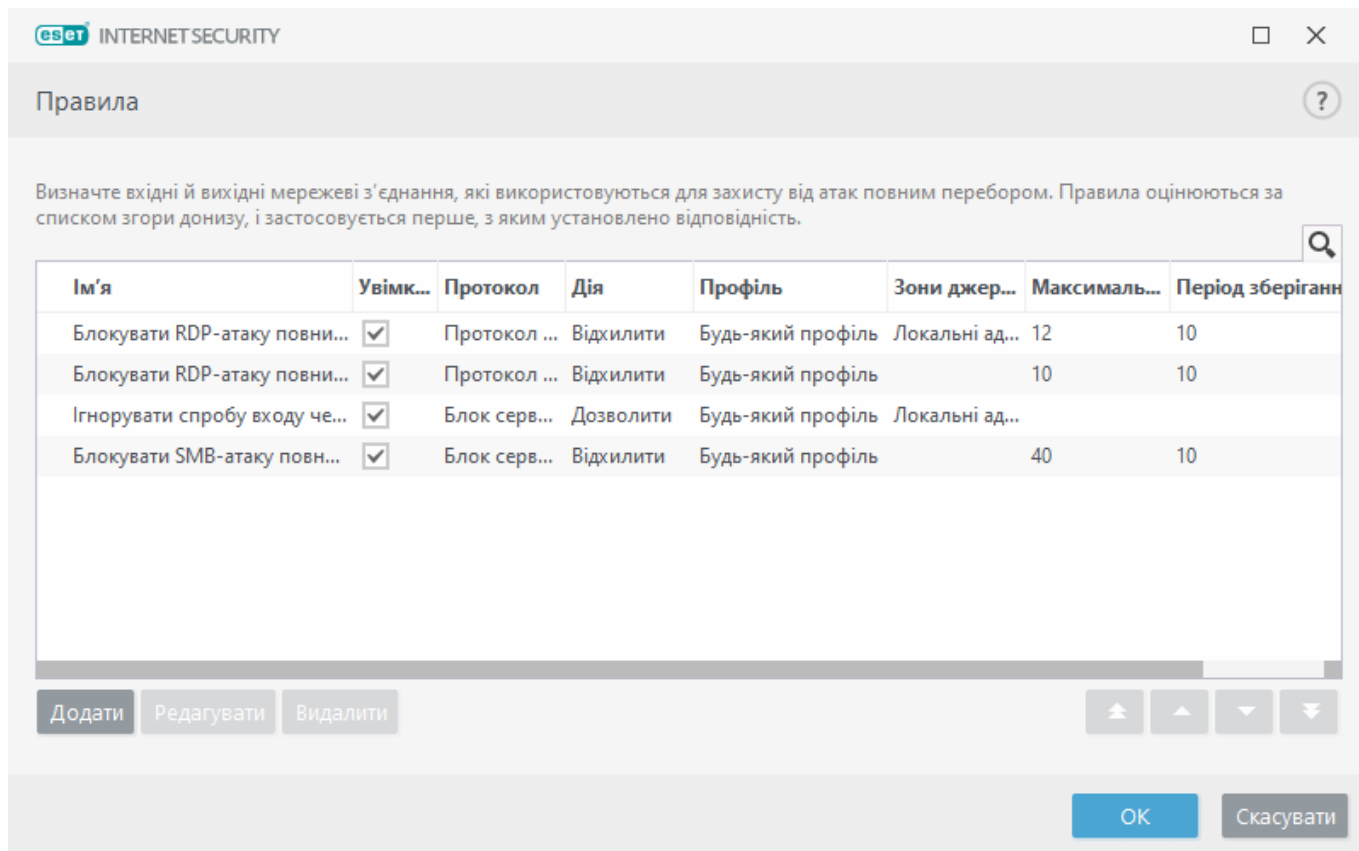 eset INTERNET SECURITY
Правила
?
Визначте вхідні й вихідні мережеві з’єднання, які використовуються для захисту від атак повним перебором. Правила оцінюються за
списком згори донизу, і застосовується перше, з яким установлено відповідність.
Ім’я Увімк... Протокол Дія Профіль Зони джер... Максималь... Період зберіганн
Блокувати RDP-атаку повни... Протокол ... Відхилити Будь-який профіль Локальні ад... 12 10
Блокувати RDP-атаку повни... Протокол ... Відхилити Будь-який профіль 10 10
Ігнорувати спробу входу че... Блок серв... Дозволити Будь-який профіль Локальні ад...
Блокувати SMB-атаку повн... Блок серв... Відхилити Будь-який профіль 40 10
Додати Редагувати Видалити
OK Скасувати